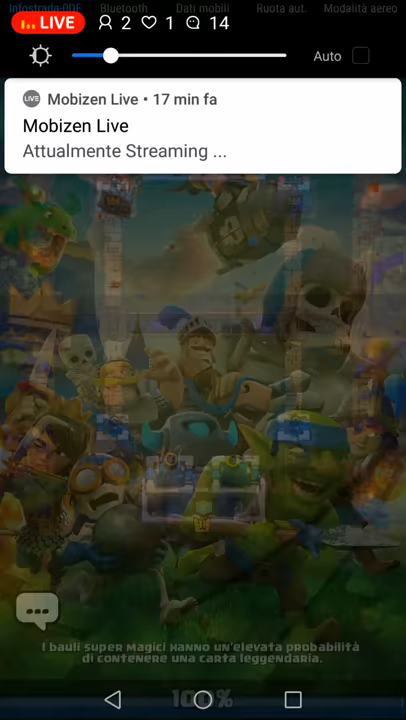 Infostrada-ODF Bluetooth Dati mobili Ruota aut. Modalità aereo
LIVE 2 1 14
Auto
LIVE Mobizen Live • 17 min fa
Mobizen Live
Attualmente Streaming ...
I bauli super magici hanno un'elevata probabilità
di contenere una carta leggendaria.
100%